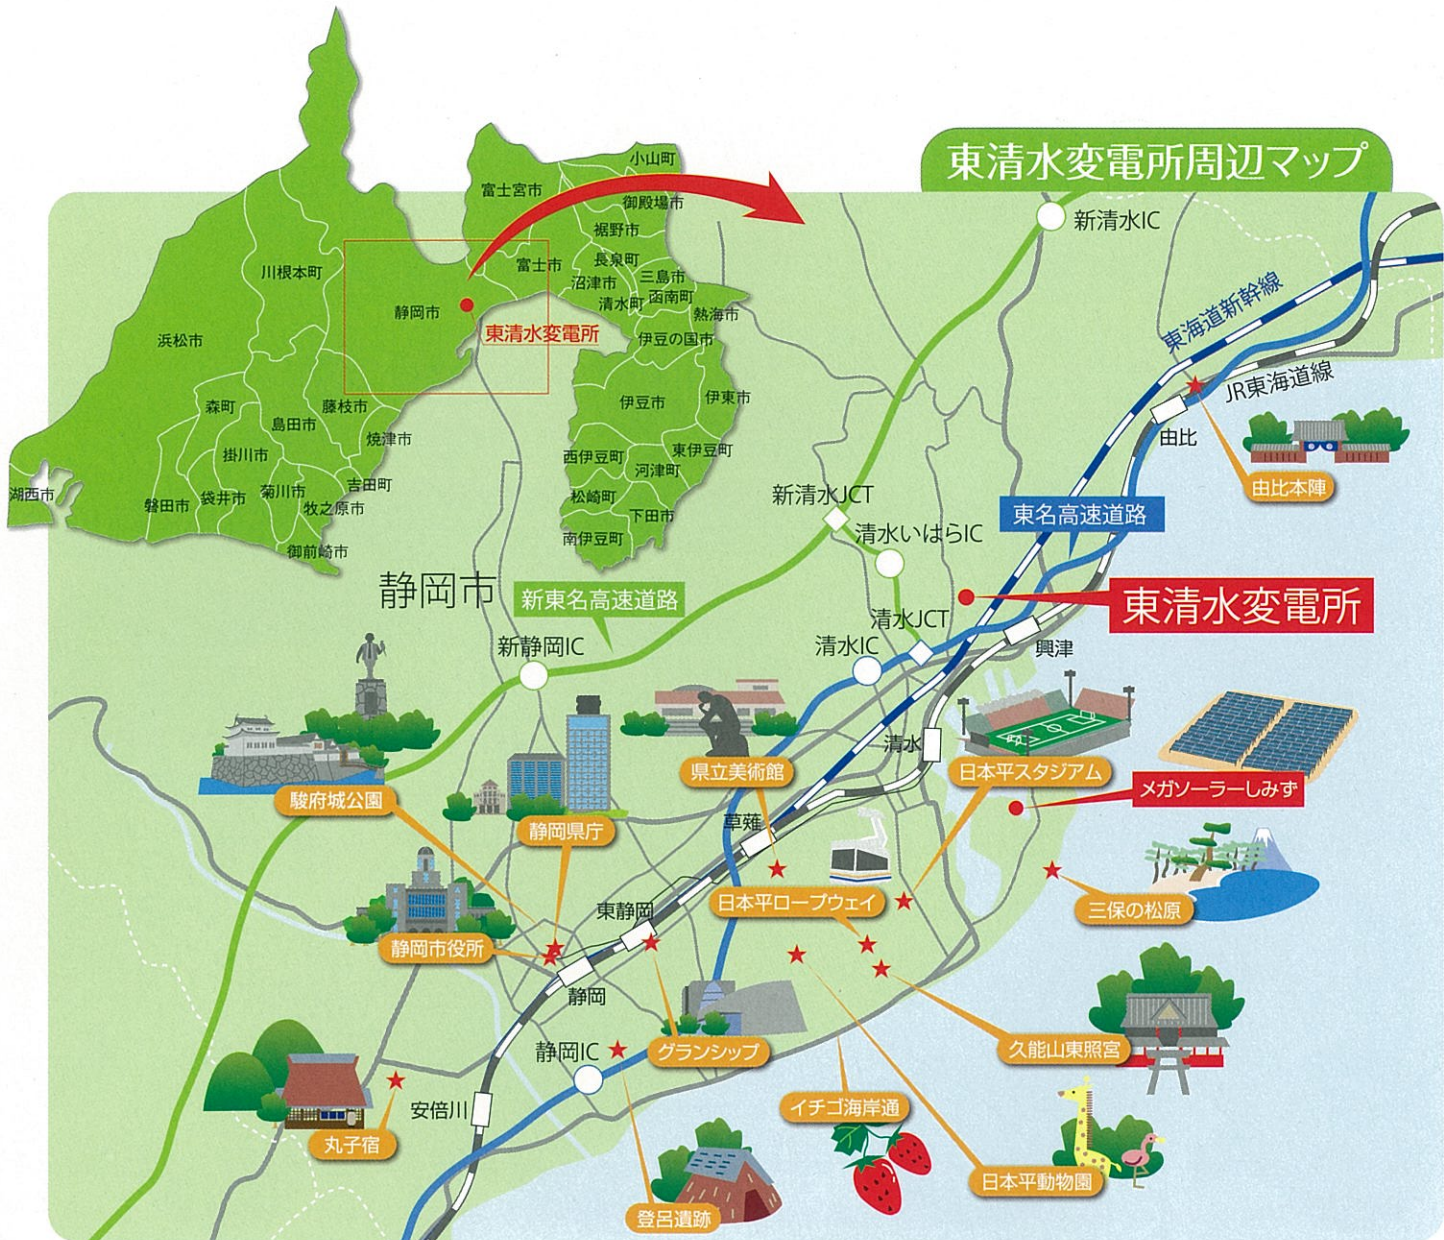 東清水変電所周辺マップ
小山町
富士宮市
御殿場市
裾野市
川根本町
富士市
長泉町
沼津市
三島市
清水町
函南町
静岡市
熱海市
東清水変電所
浜松市
伊豆の国市
森町
藤枝市
伊豆市
伊東市
島田市
焼津市
掛川市
西伊豆町
東伊豆町
河津町
湖西市
磐田市
袋井市
菊川市
吉田町
牧之原市
松崎町
下田市
御前崎市
南伊豆町
新清水IC
東海道新幹線
JR東海道線
由比
由比本陣
新清水JCT
清水いはらIC
東名高速道路
静岡市
新東名高速道路
東清水変電所
清水JCT
新静岡IC
清水IC
興津
清水
県立美術館
日本平スタジアム
メガソーラーしみず
駿府城公園
静岡県庁
草薙
日本平ロープウェイ
三保の松原
東静岡
静岡市役所
静岡
静岡IC
グランシップ
久能山東照宮
安倍川
イチゴ海岸通
丸子宿
日本平動物園
登呂遺跡